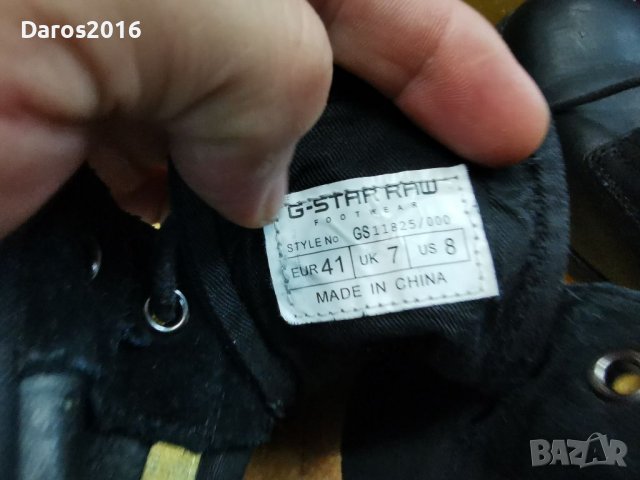 Daros2016
G-STAR RAW
FOOTWEAR
STYLE No GS11825/000
EUR 41 UK 7 US 8
MADE IN CHINA
BAZAR